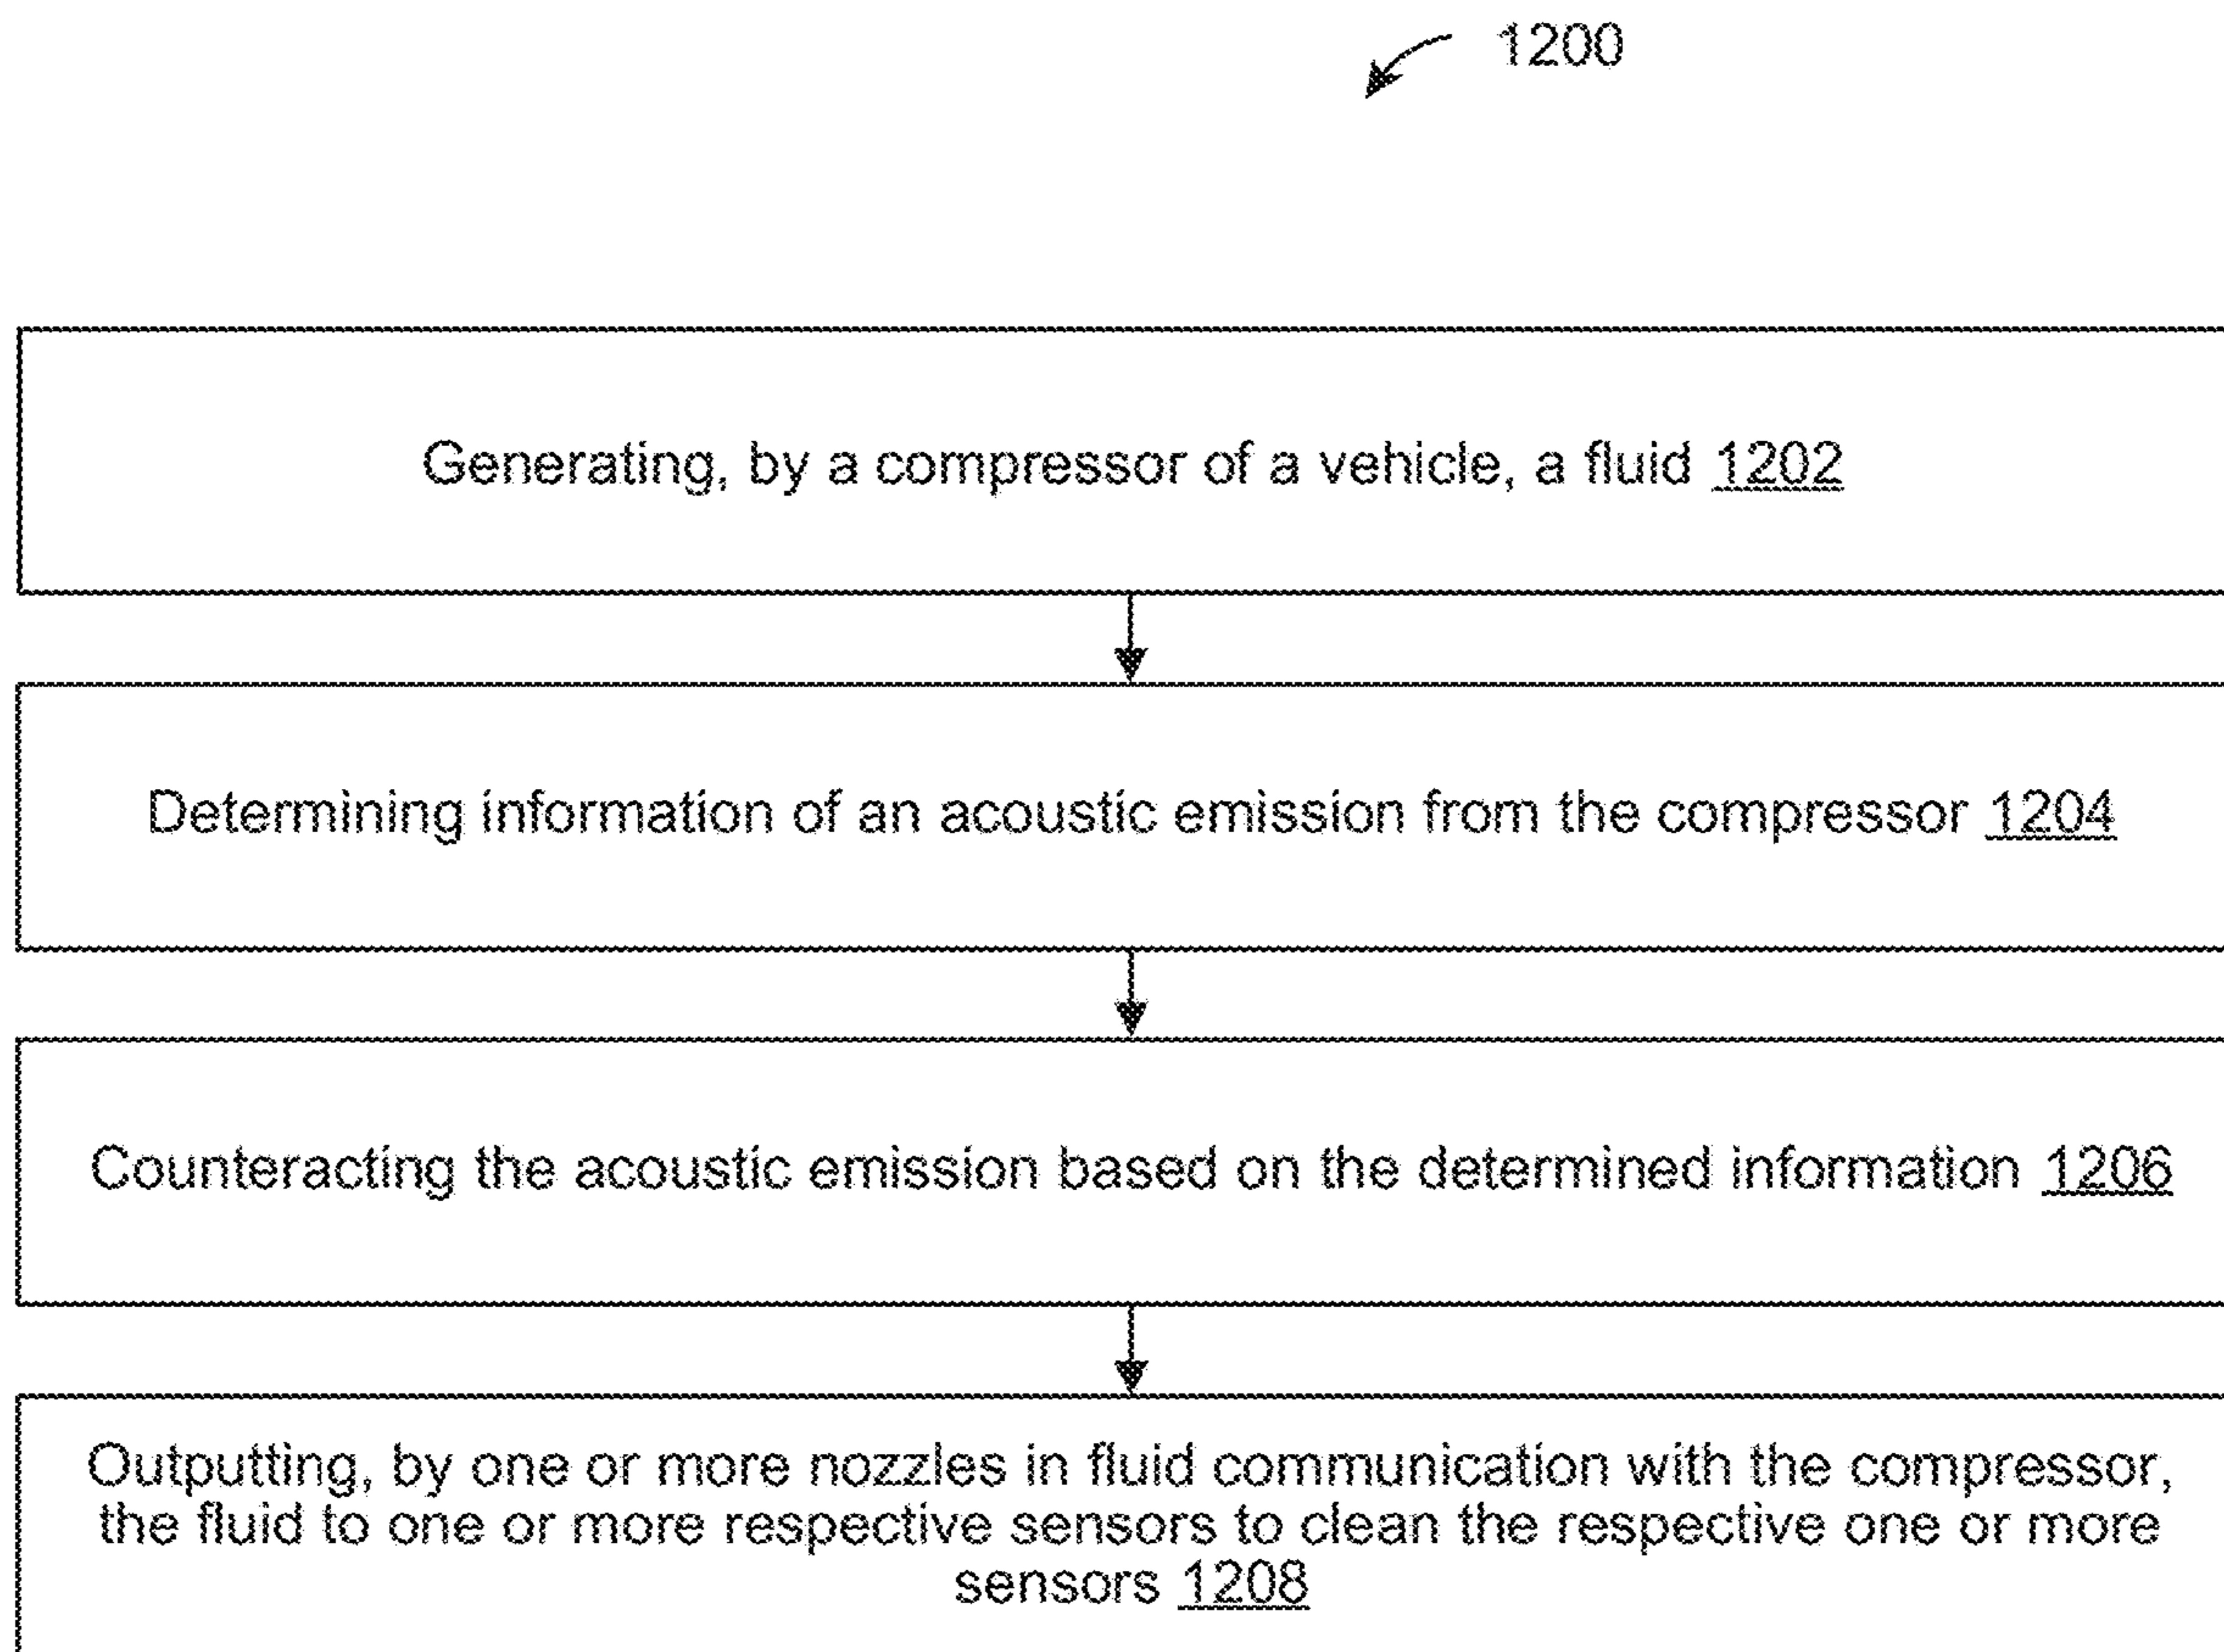 1200
Generating, by a compressor of a vehicle, a fluid 1202
Determining information of an acoustic emission from the compressor 1204
Counteracting the acoustic emission based on the determined information 1206
Outputting, by one or more nozzles in fluid communication with the compressor,
the fluid to one or more respective sensors to clean the respective one or more
sensors 1208